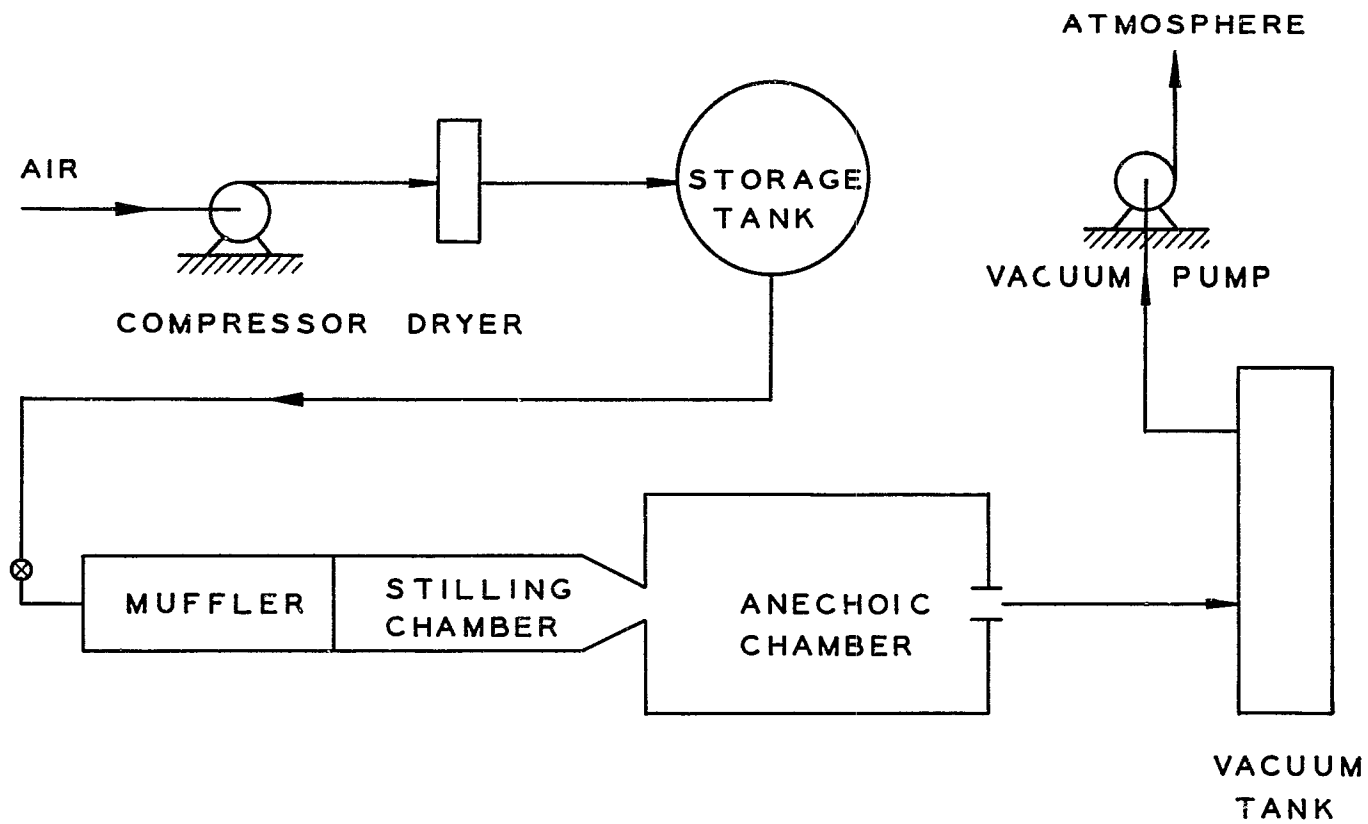 ATMOSPHERE
AIR
STORAGE
TANK
VACUUM PUMP
COMPRESSOR DRYER
MUFFLER
STILLING
CHAMBER
ANECHOIC
CHAMBER
VACUUM
TANK